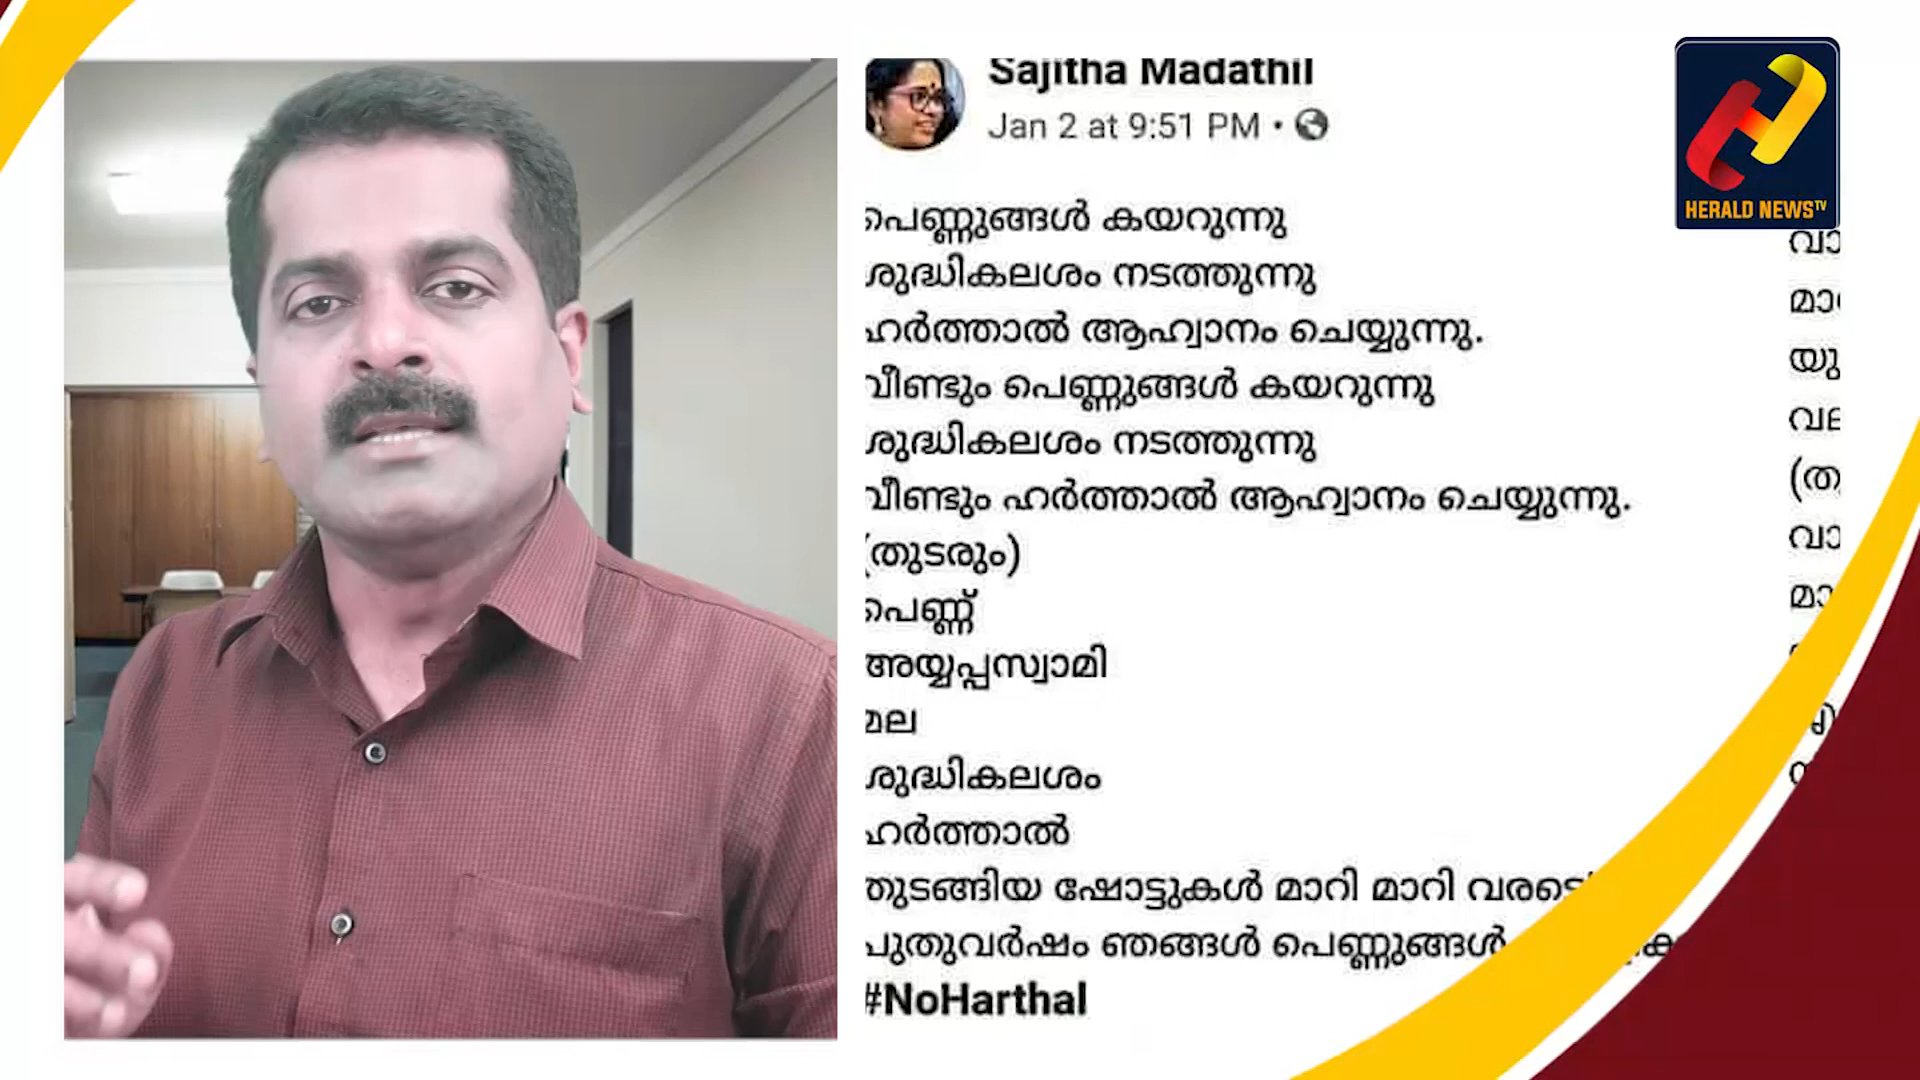 Sajitha Madathil
Jan 2 at 9:51 PM
HERALD NEWS TV
പെണ്ണുങ്ങൾ കയറുന്നു
ശുദ്ധികലശം നടത്തുന്നു
ഹർത്താൽ ആഹ്വാനം ചെയ്യുന്നു.
വീണ്ടും പെണ്ണുങ്ങൾ കയറുന്നു
ശുദ്ധികലശം നടത്തുന്നു
വീണ്ടും ഹർത്താൽ ആഹ്വാനം ചെയ്യുന്നു.
(തുടരും)
പെണ്ണ്
അയ്യപ്പസ്വാമി
മല
ശുദ്ധികലശം
ഹർത്താൽ
തുടങ്ങിയ ഷോട്ടുകൾ മാറി മാറി വരട്ടെ
പുതുവർഷം ഞങ്ങൾ പെണ്ണുങ്ങൾ
#NoHarthal